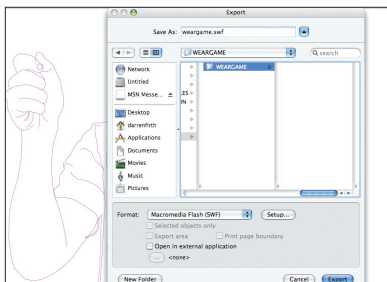 Export
Save As: weargame.swf
WEARGAME
search
Network
Untitled
MSN Messe...
Desktop
darrenfirth
Applications
Documents
Movies
Music
Pictures
LES
IN
WEARGAME
Format: Macromedia Flash (SWF) Setup...
Selected objects only
Export area Print page boundary
Open in external application
... <none>
New Folder Cancel Export